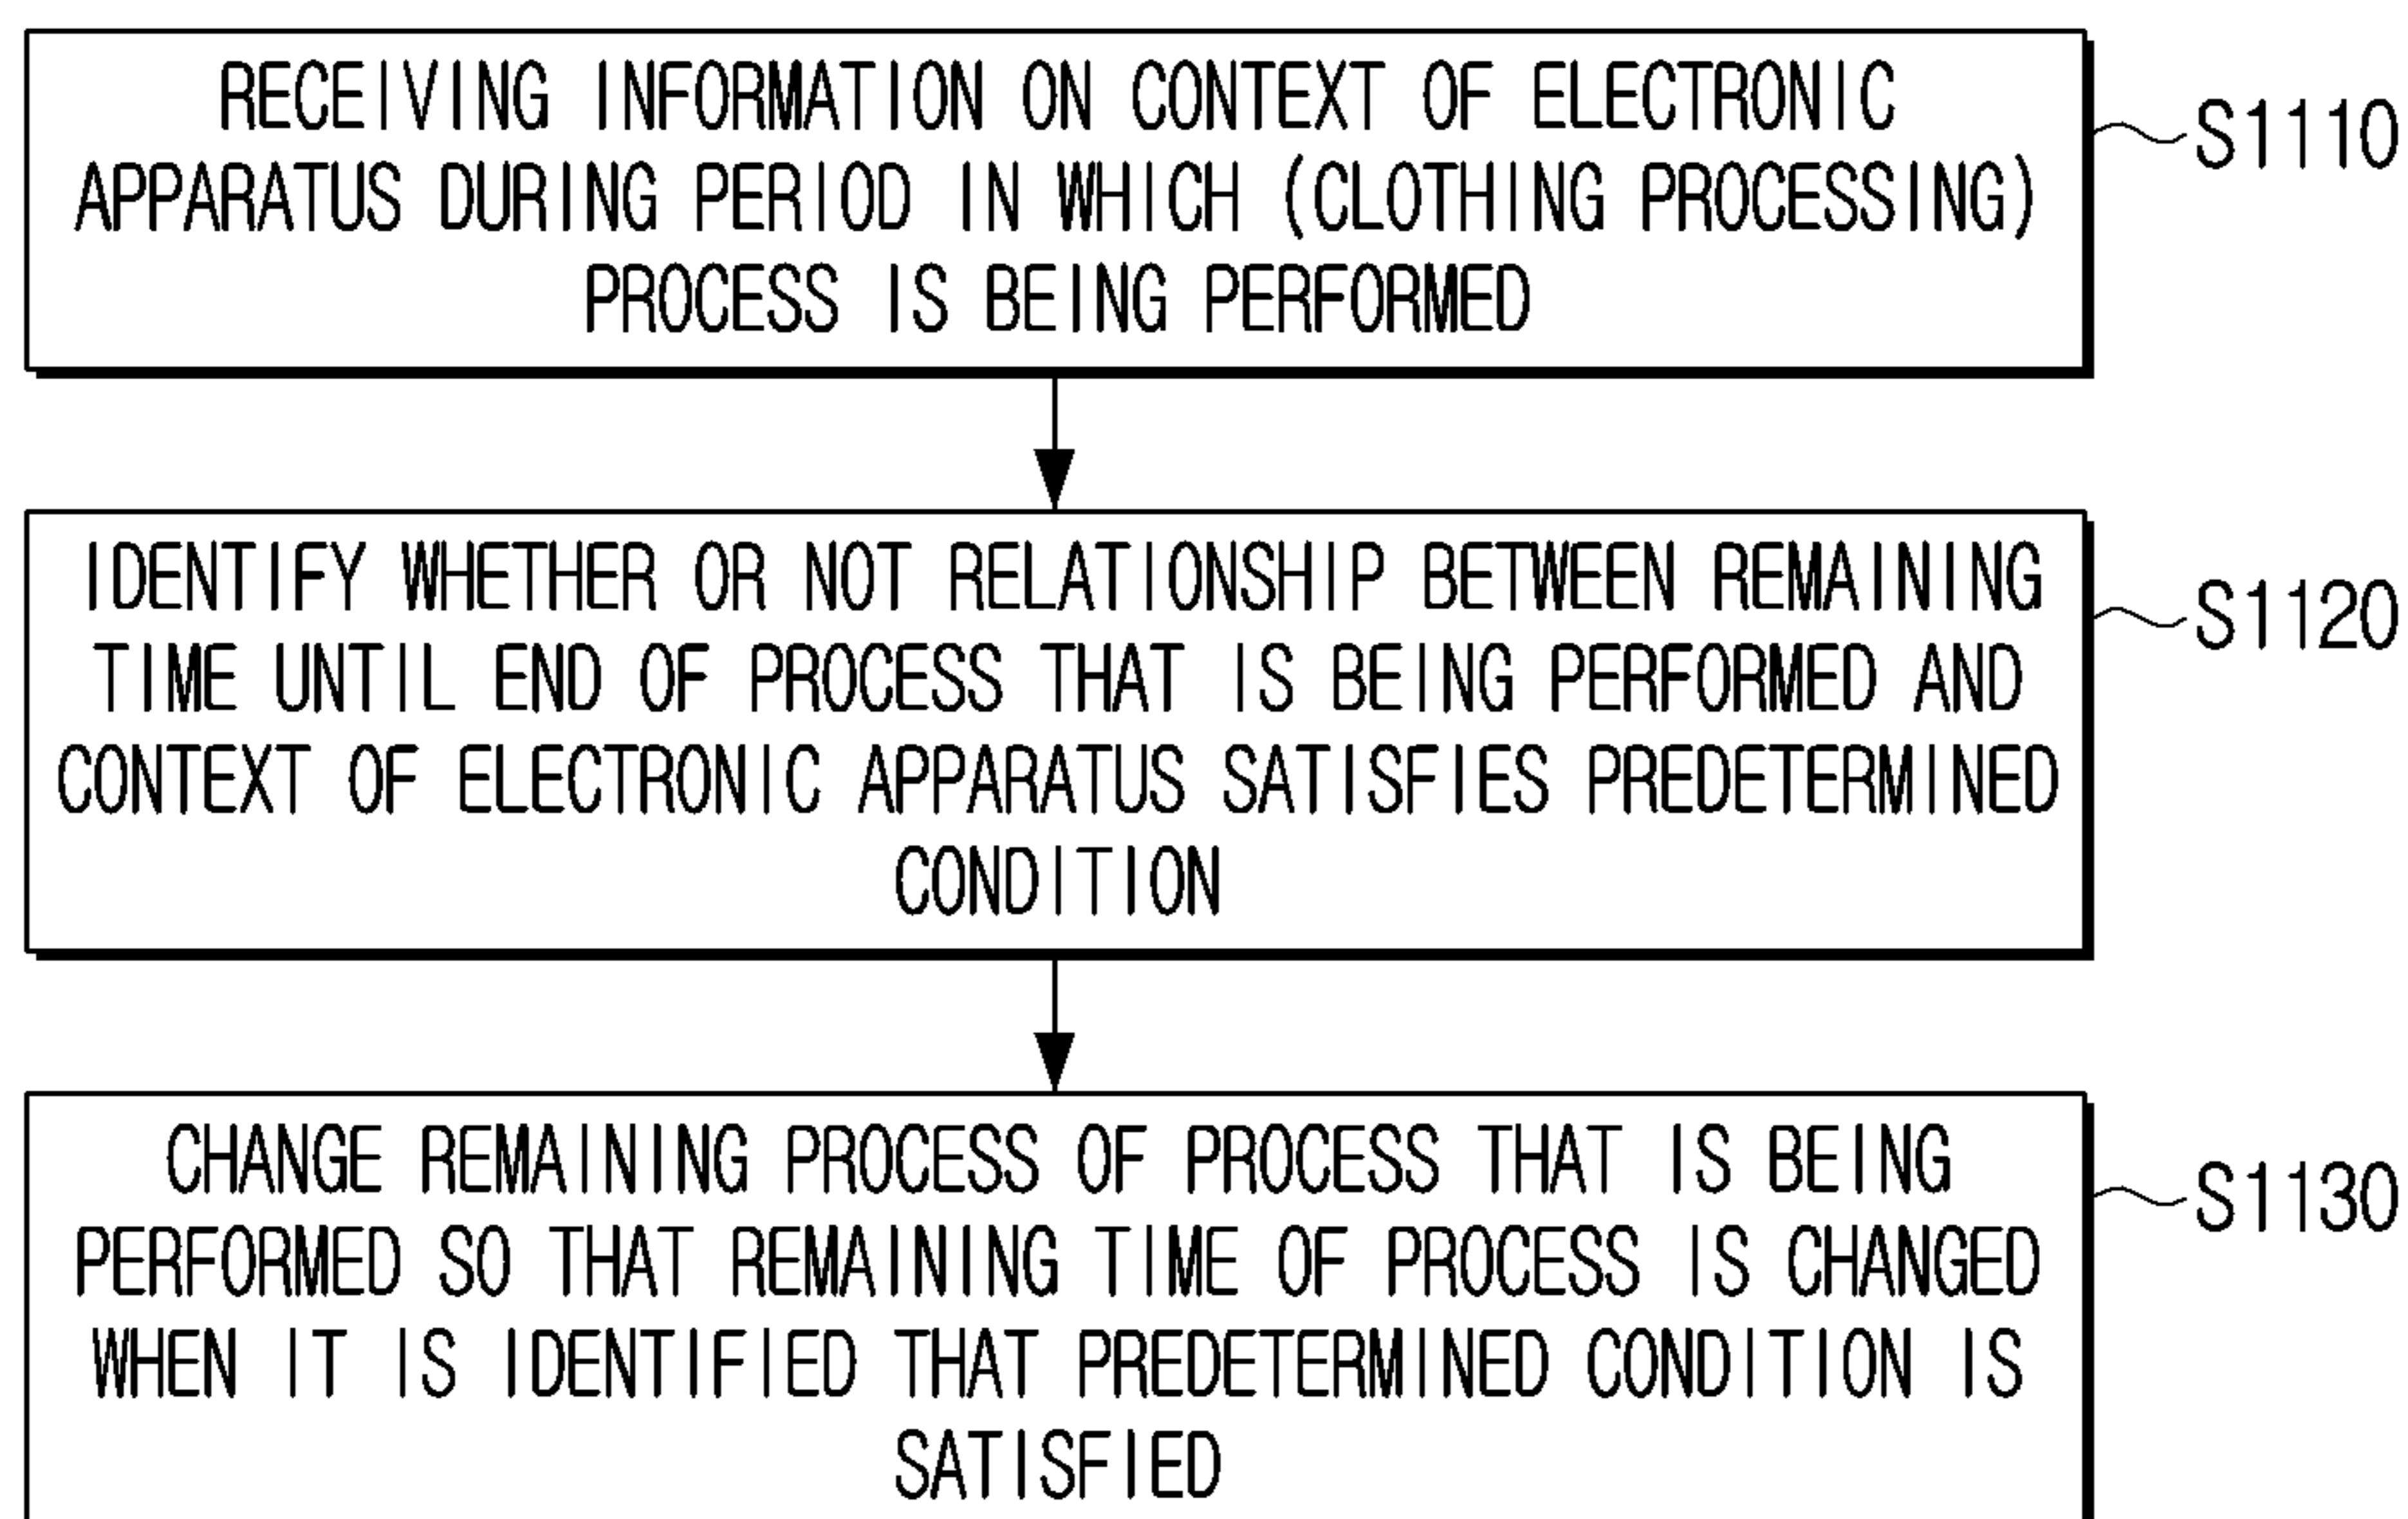 RECEIVING INFORMATION ON CONTEXT OF ELECTRONIC
APPARATUS DURING PERIOD IN WHICH (CLOTHING PROCESSING)
PROCESS IS BEING PERFORMED
S1110
IDENTIFY WHETHER OR NOT RELATIONSHIP BETWEEN REMAINING
TIME UNTIL END OF PROCESS THAT IS BEING PERFORMED AND
CONTEXT OF ELECTRONIC APPARATUS SATISFIES PREDETERMINED
CONDITION
S1120
CHANGE REMAINING PROCESS OF PROCESS THAT IS BEING
PERFORMED SO THAT REMAINING TIME OF PROCESS IS CHANGED
WHEN IT IS IDENTIFIED THAT PREDETERMINED CONDITION IS
SATISFIED
S1130